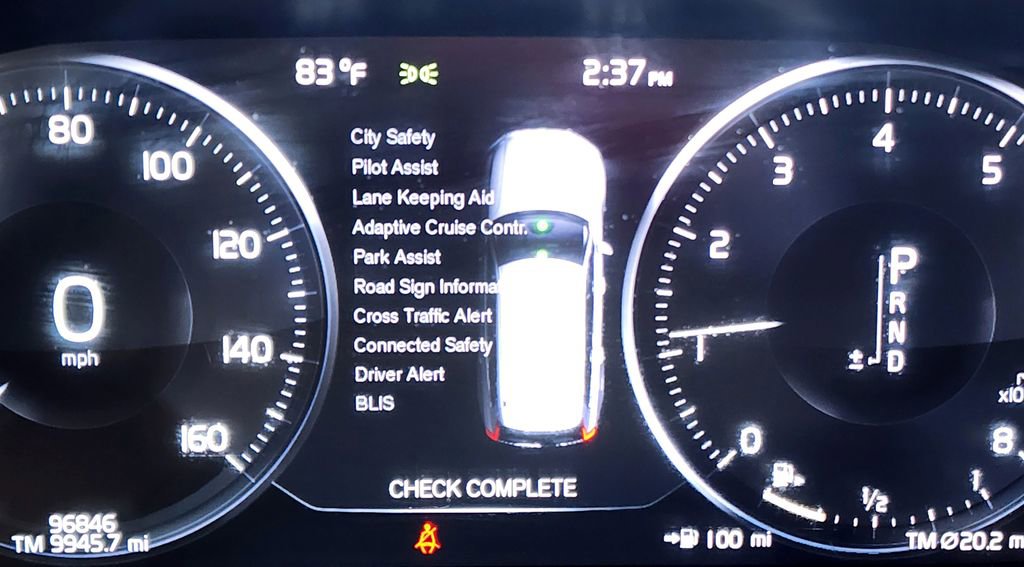 83 °F
2:37 PM
City Safety
Pilot Assist
Lane Keeping Aid
Adaptive Cruise Contr.
Park Assist
Road Sign Informa
Cross Traffic Alert
Connected Safety
Driver Alert
BLIS
CHECK COMPLETE
80
100
120
140
160
0
mph
96846
TM 9945.7 mi
0
1
2
3
4
5
8
x10
P
R
N
D
±
1/2
1
100 mi
TM Ø20.2 m